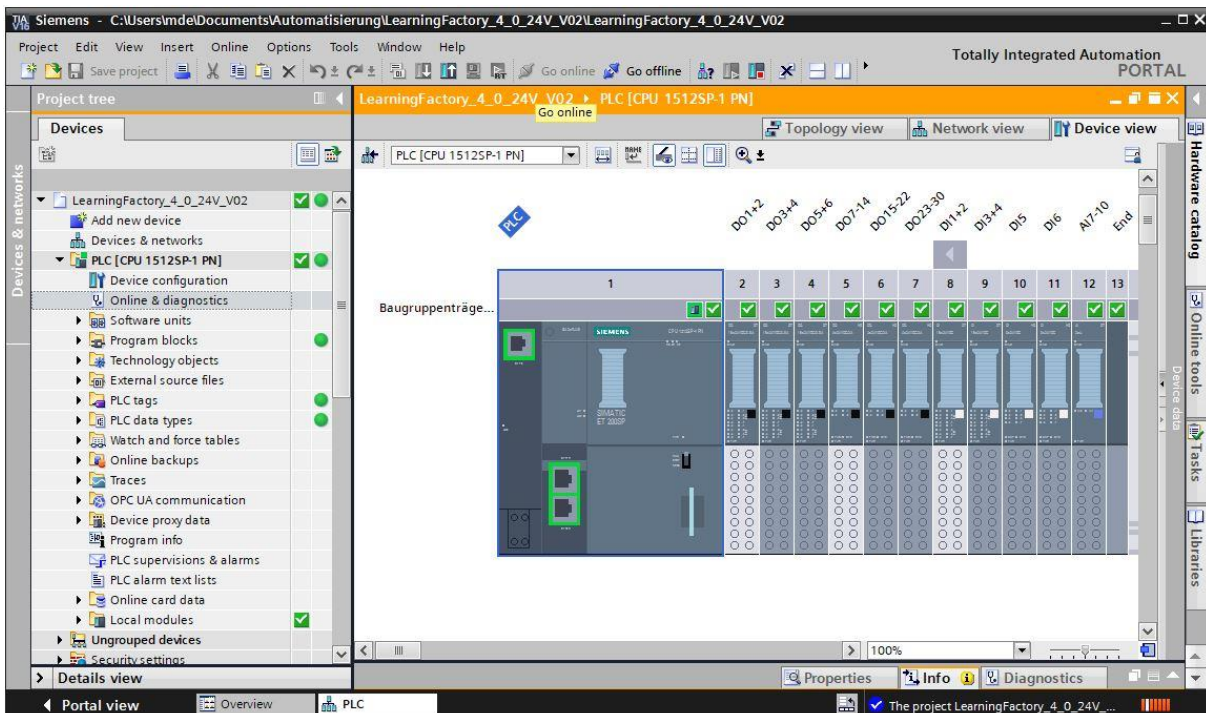 TIA V16 Siemens - C:\Users\mde\Documents\Automatisierung\LearningFactory_4_0_24V_V02\LearningFactory_4_0_24V_V02
Project Edit View Insert Online Options Tools Window Help
Totally Integrated Automation
PORTAL
Save project Go online Go offline
Project tree
LearningFactory_4_0_24V_V02 PLC [CPU 1512SP-1 PN]
Go online
Devices
Topology view Network view Device view
PLC [CPU 1512SP-1 PN]
LearningFactory_4_0_24V_V02
Add new device
Devices & networks
PLC [CPU 1512SP-1 PN]
Device configuration
Online & diagnostics
Software units
Program blocks
Technology objects
External source files
PLC tags
PLC data types
Watch and force tables
Online backups
Traces
OPC UA communication
Device proxy data
Program info
PLC supervisions & alarms
PLC alarm text lists
Online card data
Local modules
Ungrouped devices
Security settings
Details view
Devices & networks
PLC DO1+2 DO3+4 DO5+6 DO7-14 DO15-22 DO23-30 DI1+2 DI3+4 DI5 DI6 AI7-10 End
1 2 3 4 5 6 7 8 9 10 11 12 13
Baugruppenträge...
SIEMENS
SIMATIC
ET 200SP
100%
Properties Info Diagnostics
Device data
Hardware catalog
Online tools
Tasks
Libraries
Portal view Overview PLC
The project LearningFactory_4_0_24V_...